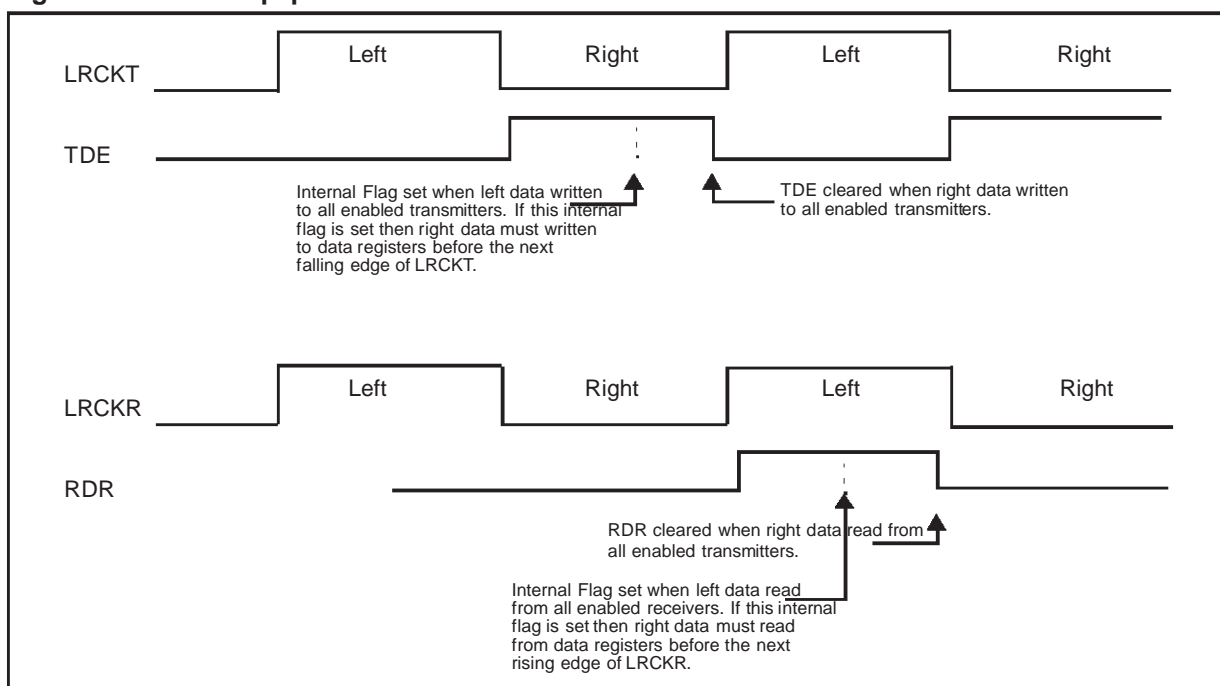 Left Right Left Right
LRCKT
TDE
Internal Flag set when left data written
to all enabled transmitters. If this internal
flag is set then right data must written
to data registers before the next
falling edge of LRCKT.
TDE cleared when right data written
to all enabled transmitters.
Left Right Left Right
LRCKR
RDR
RDR cleared when right data read from
all enabled transmitters.
Internal Flag set when left data read
from all enabled receivers. If this internal
flag is set then right data must read
from data registers before the next
rising edge of LRCKR.